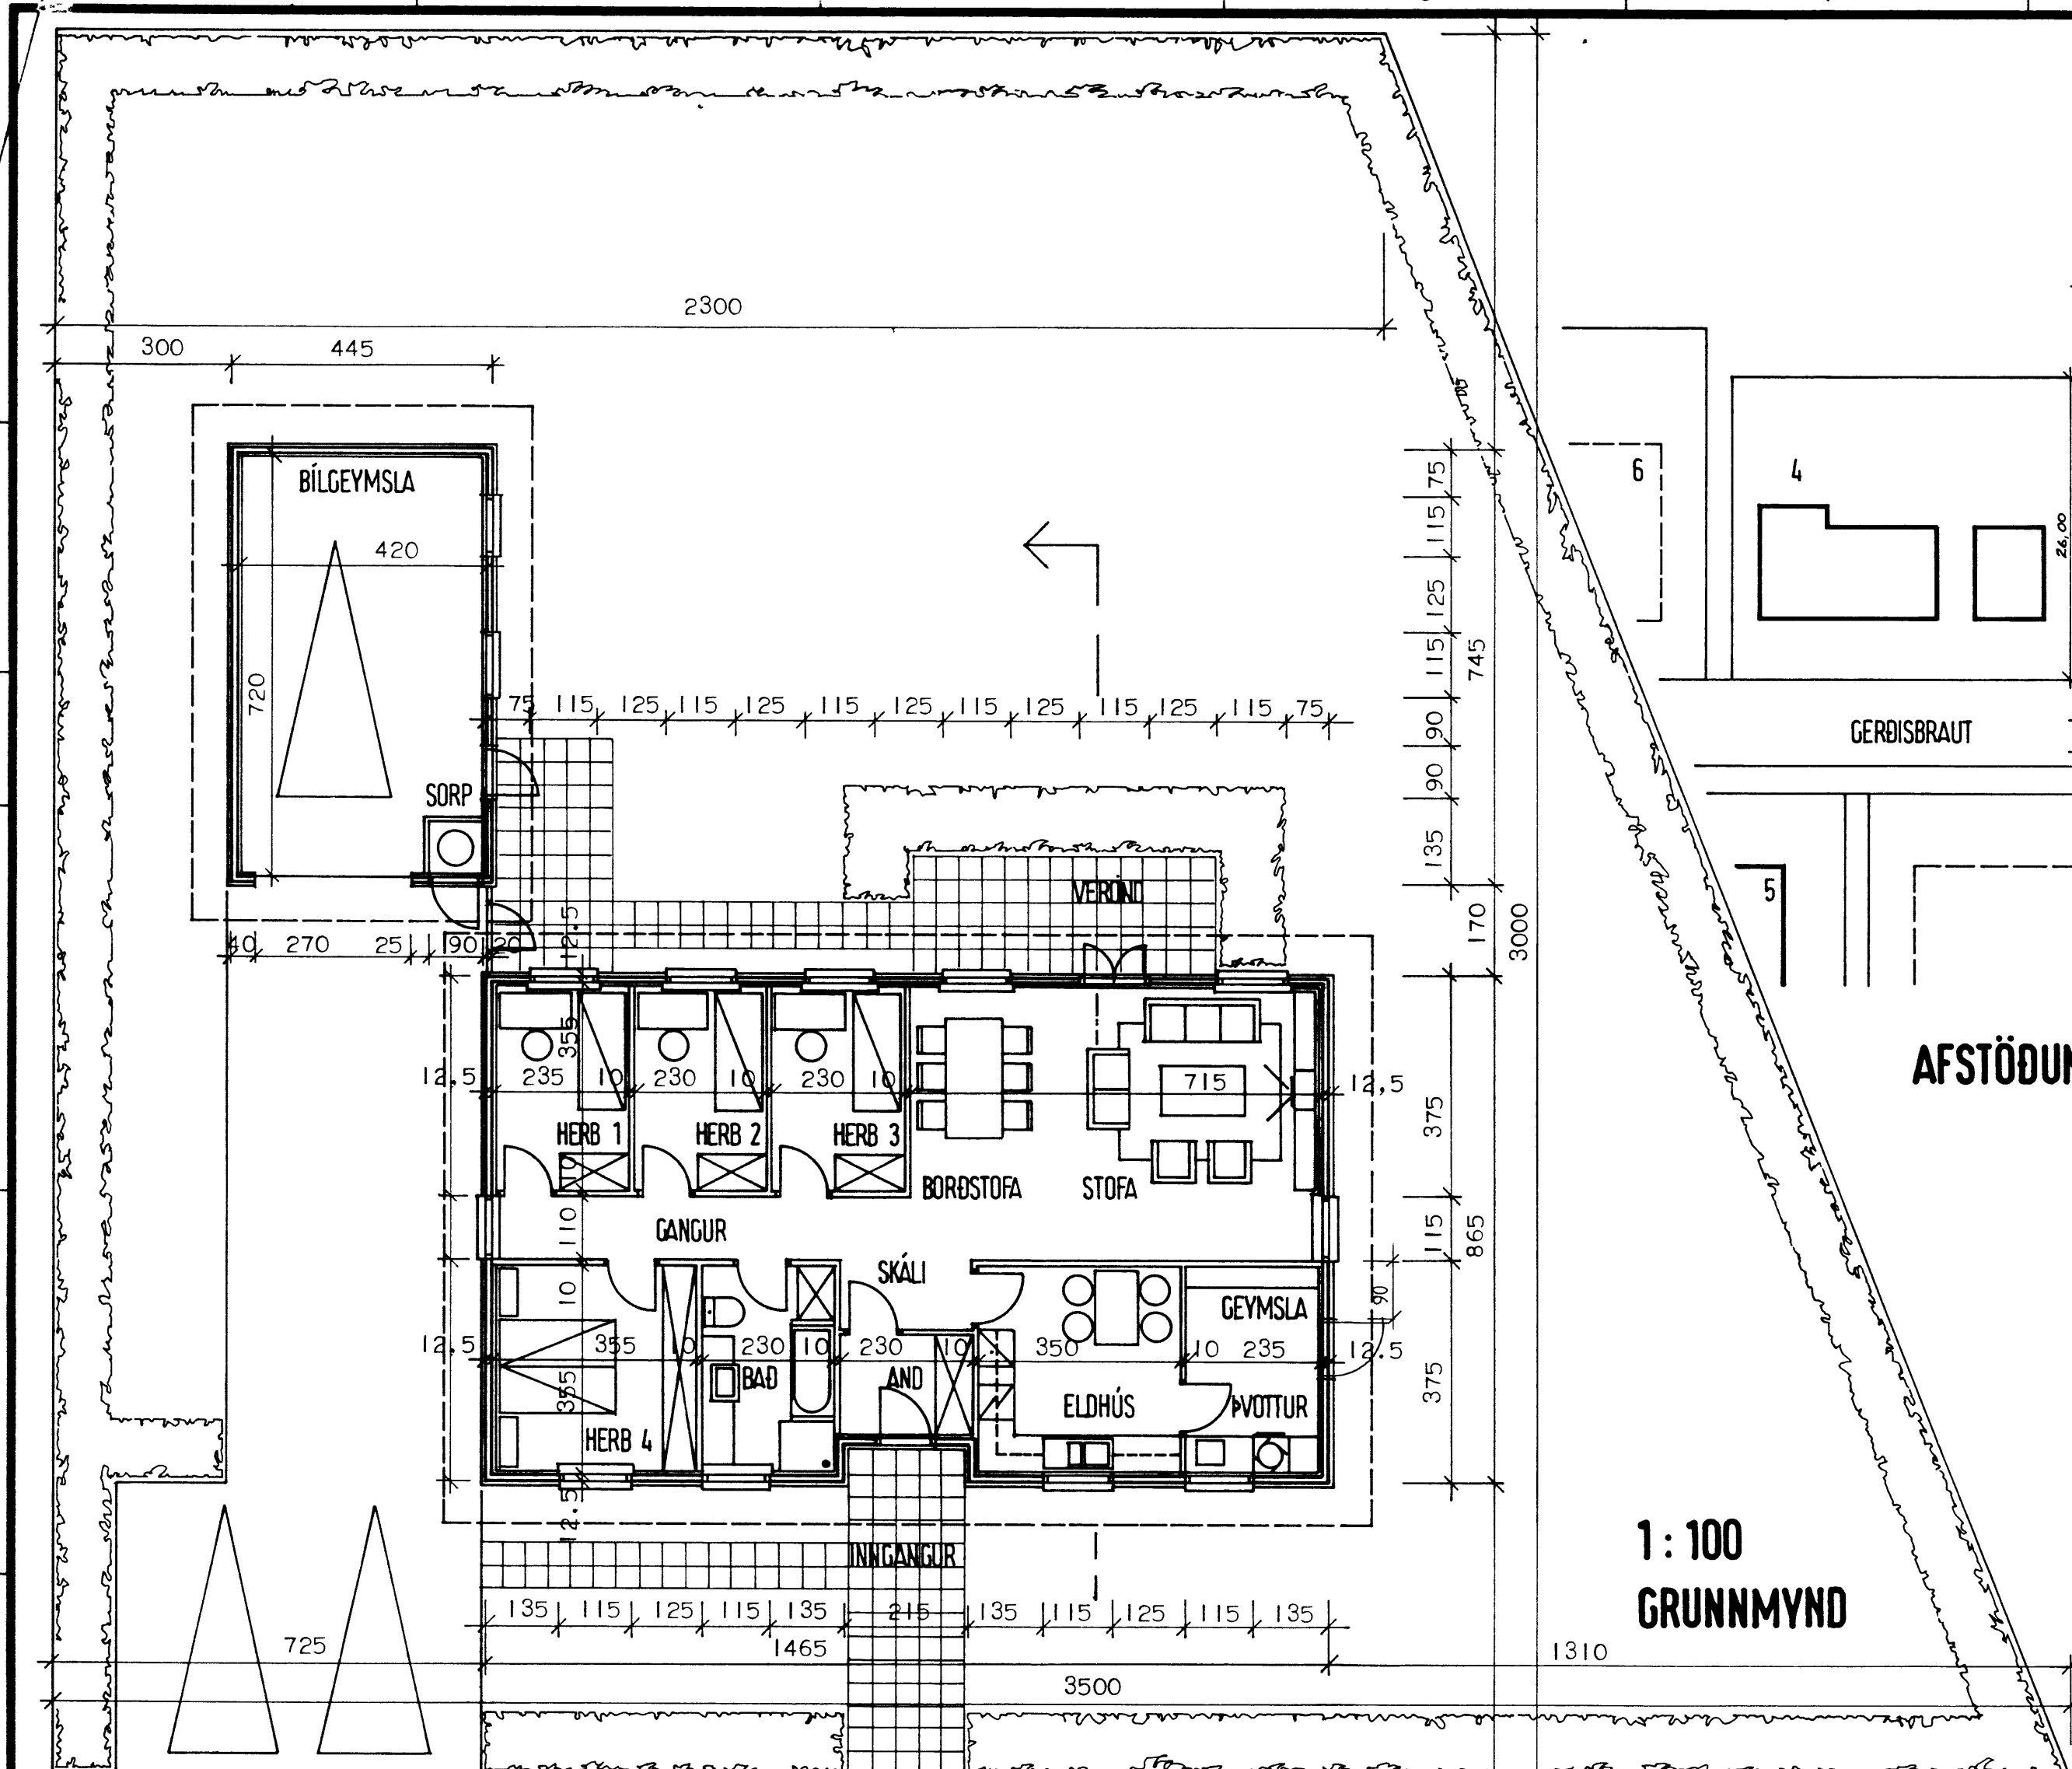 2300
300 445
BÍLGEYMSLA
420
720
SORP
6 4
26,00
75 115 125 115 90 90 135
745
170
3000
GERÐISBRAUT
5
75 115 125 115 125 115 125 115 125 115 125 115 75
VERÖND
40 270 25 90 20
12.5
355
12,5 235 10 230 10 230 10 715 12,5
HERB 1 HERB 2 HERB 3
BORÐSTOFA STOFA
10
110
GANGUR
SKÁLI
10
375
115
865
375
AFSTÖÐUM
90
GEYMSLA
12,5 355 10 230 10 230 10 350 10 235 12.5
BAÐ AND
355
ELDHÚS ÞVOTTUR
HERB 4
12.5
INNGANGUR
1:100
GRUNNMYND
135 115 125 115 135 215 135 115 125 115 135
725 1465 1310
3500